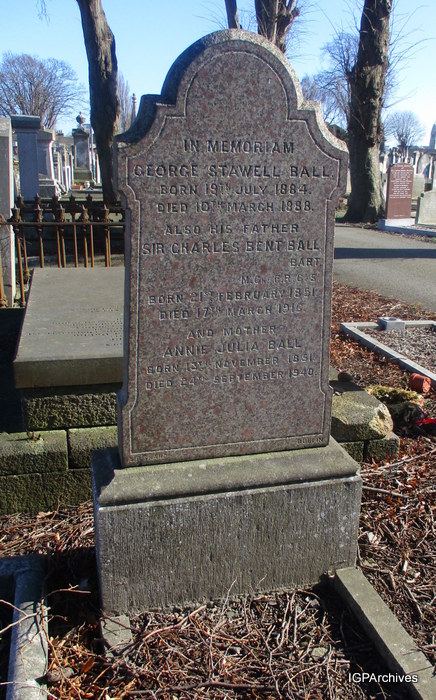 IN MEMORIAM
GEORGE STAWELL BALL
BORN 19TH JULY 1884.
DIED 10TH MARCH 1888.
ALSO HIS FATHER
SIR CHARLES BENT BALL
BART
M.C. F.R.C.S
BORN 21ST FEBRUARY 1851
DIED 17TH MARCH 1916
AND MOTHER
ANNIE JULIA BALL
BORN 13TH NOVEMBER 1851
DIED 24TH SEPTEMBER 1940
DUBLIN
IGPArchives